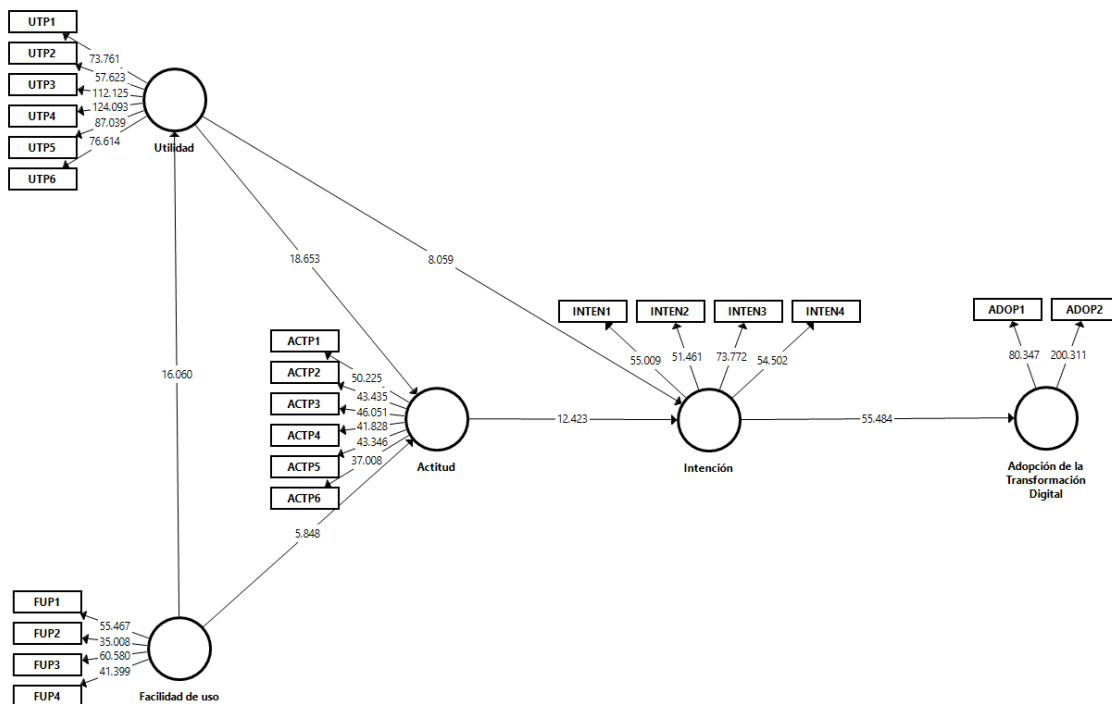 UTP1
UTP2
UTP3
UTP4
UTP5
UTP6
73.761
57.623
112.125
124.093
87.039
76.614
Utilidad
18.653
8.059
16.060
ACTP1
ACTP2
ACTP3
ACTP4
ACTP5
ACTP6
50.225
43.435
46.051
41.828
43.346
37.008
Actitud
5.848
12.423
INTEN1
INTEN2
INTEN3
INTEN4
55.009
51.461
73.772
54.502
Intención
55.484
ADOP1
ADOP2
80.347
200.311
Adopción de la
Transformación
Digital
FUP1
FUP2
FUP3
FUP4
55.467
35.008
60.580
41.399
Facilidad de uso